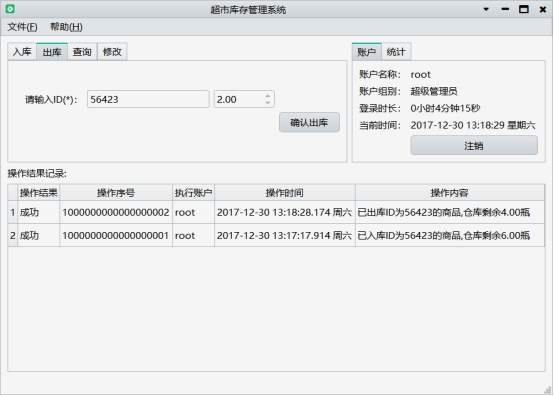 超市库存管理系统
文件(F) 帮助(H)
入库 出库 查询 修改
请输入ID(*): 56423 2.00
确认出库
账户 统计
账户名称: root
账户组别: 超级管理员
登录时长: 0小时4分钟15秒
当前时间: 2017-12-30 13:18:29 星期六
注销
操作结果记录:
操作结果 操作序号 执行账户 操作时间 操作内容
1 成功 1000000000000000002 root 2017-12-30 13:18:28.174 周六 已出库ID为56423的商品,仓库剩余4.00瓶
2 成功 1000000000000000001 root 2017-12-30 13:17:17.914 周六 已入库ID为56423的商品,仓库剩余6.00瓶